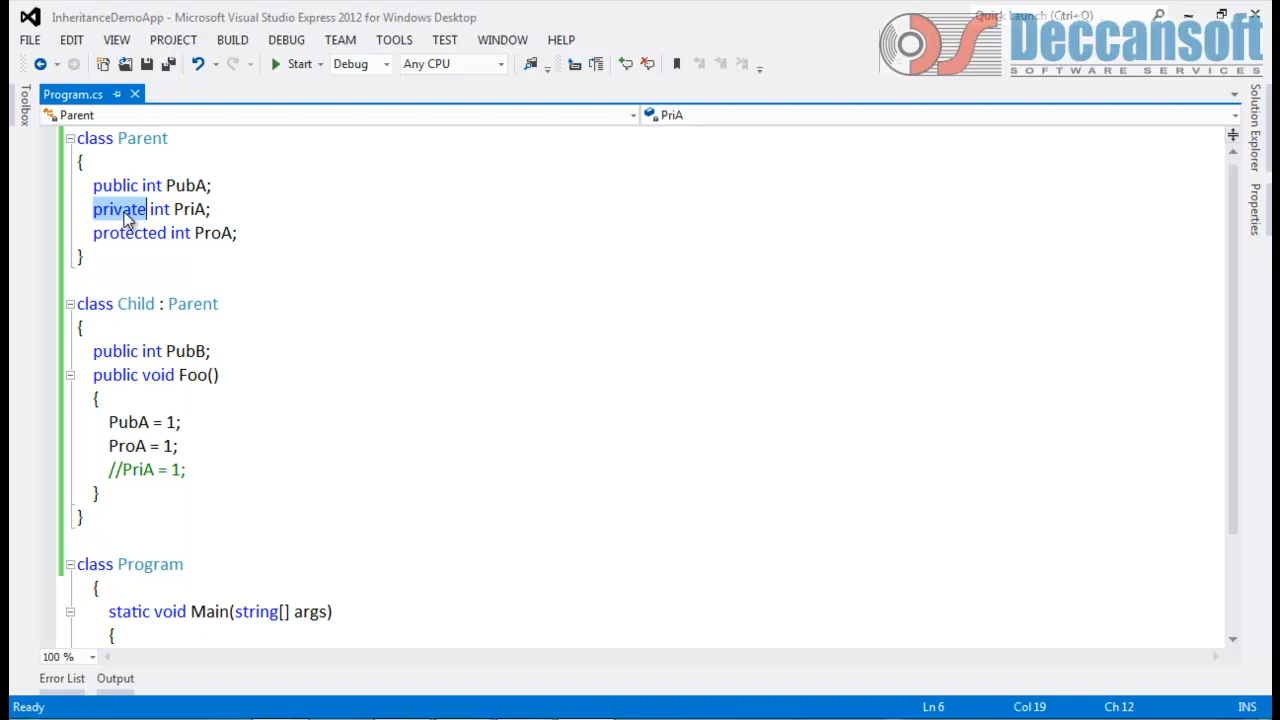 InheritanceDemoApp - Microsoft Visual Studio Express 2012 for Windows Desktop
Quick Launch (Ctrl+Q)
FILE EDIT VIEW PROJECT BUILD DEBUG TEAM TOOLS TEST WINDOW HELP
DS Deccansoft
SOFTWARE SERVICES
Start Debug Any CPU
Program.cs
Toolbox
Solution Explorer
Properties
Parent PriA
class Parent
{
public int PubA;
private int PriA;
protected int ProA;
}
class Child : Parent
{
public int PubB;
public void Foo()
{
PubA = 1;
ProA = 1;
//PriA = 1;
}
}
class Program
{
static void Main(string[] args)
{
100 %
Error List Output
Ready Ln 6 Col 19 Ch 12 INS